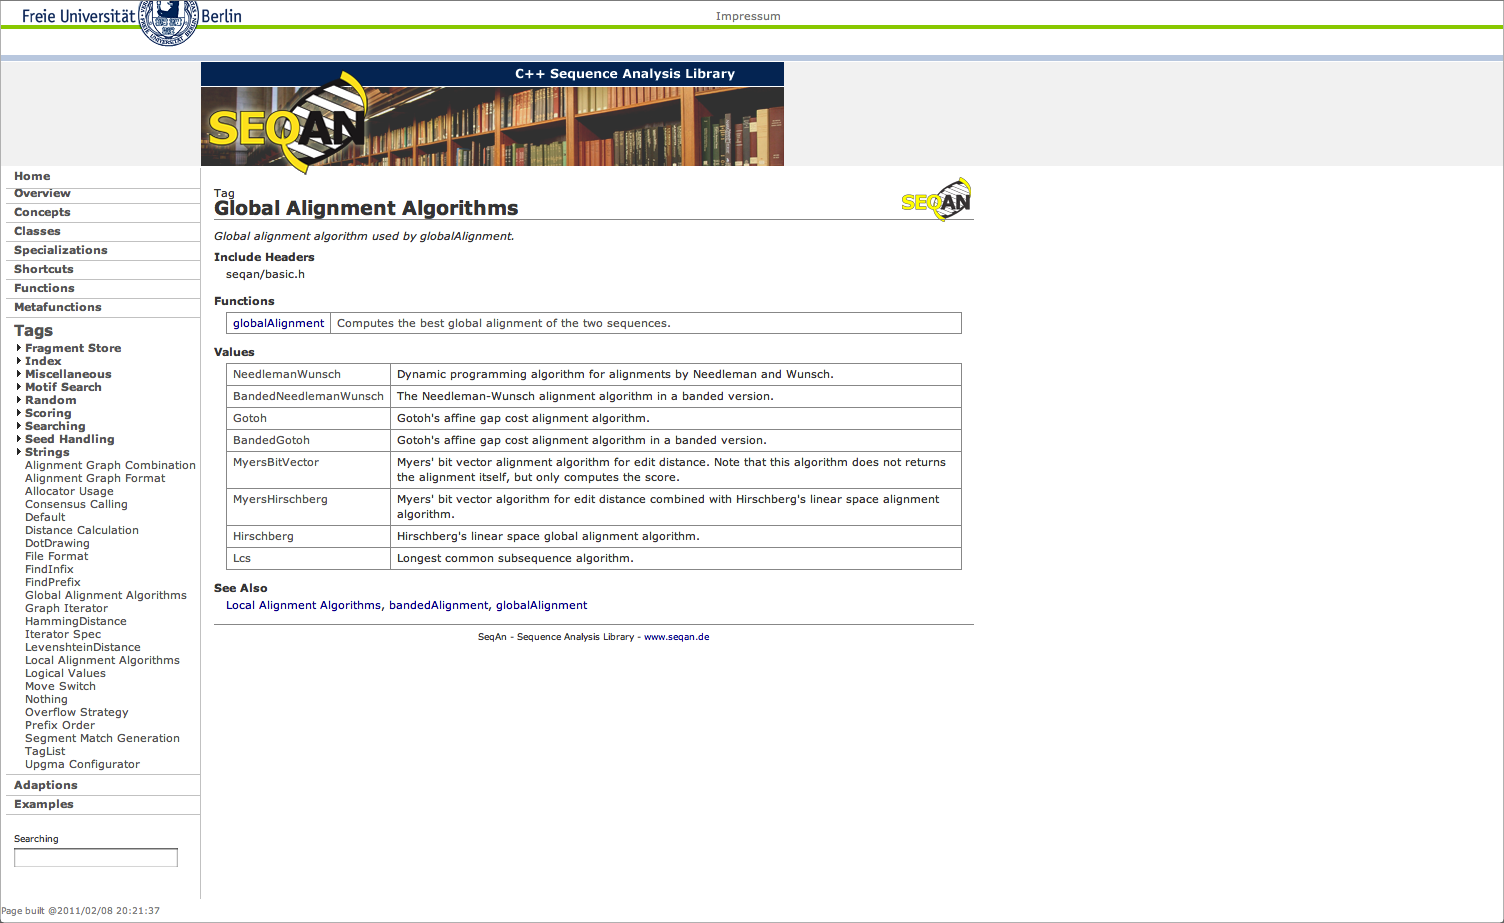 Freie Universität Berlin
Impressum
C++ Sequence Analysis Library
SEQAN
Home
Overview
Concepts
Classes
Specializations
Shortcuts
Functions
Metafunctions
Tags
Fragment Store
Index
Miscellaneous
Motif Search
Random
Scoring
Searching
Seed Handling
Strings
Alignment Graph Combination
Alignment Graph Format
Allocator Usage
Consensus Calling
Default
Distance Calculation
DotDrawing
File Format
FindInfix
FindPrefix
Global Alignment Algorithms
Graph Iterator
HammingDistance
Iterator Spec
LevenshteinDistance
Local Alignment Algorithms
Logical Values
Move Switch
Nothing
Overflow Strategy
Prefix Order
Segment Match Generation
TagList
Upgma Configurator
Adaptions
Examples
Searching
Tag
Global Alignment Algorithms
SEQAN
Global alignment algorithm used by globalAlignment.
Include Headers
seqan/basic.h
Functions
globalAlignment Computes the best global alignment of the two sequences.
Values
NeedlemanWunsch Dynamic programming algorithm for alignments by Needleman and Wunsch.
BandedNeedlemanWunsch The Needleman-Wunsch alignment algorithm in a banded version.
Gotoh Gotoh's affine gap cost alignment algorithm.
BandedGotoh Gotoh's affine gap cost alignment algorithm in a banded version.
MyersBitVector Myers' bit vector alignment algorithm for edit distance. Note that this algorithm does not returns
the alignment itself, but only computes the score.
MyersHirschberg Myers' bit vector algorithm for edit distance combined with Hirschberg's linear space alignment
algorithm.
Hirschberg Hirschberg's linear space global alignment algorithm.
Lcs Longest common subsequence algorithm.
See Also
Local Alignment Algorithms, bandedAlignment, globalAlignment
SeqAn - Sequence Analysis Library - www.seqan.de
Page built @2011/02/08 20:21:37